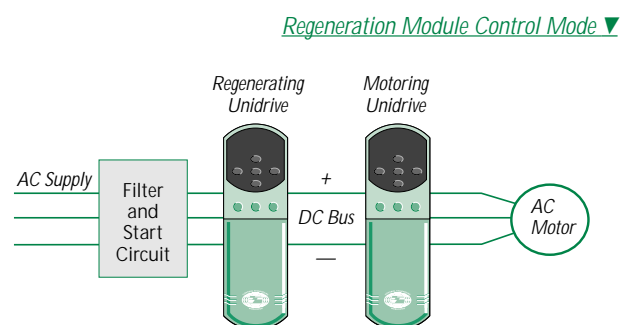 Regeneration Module Control Mode ▼
Regenerating
Unidrive
Motoring
Unidrive
AC Supply
Filter
and
Start
Circuit
+
DC Bus
—
AC
Motor